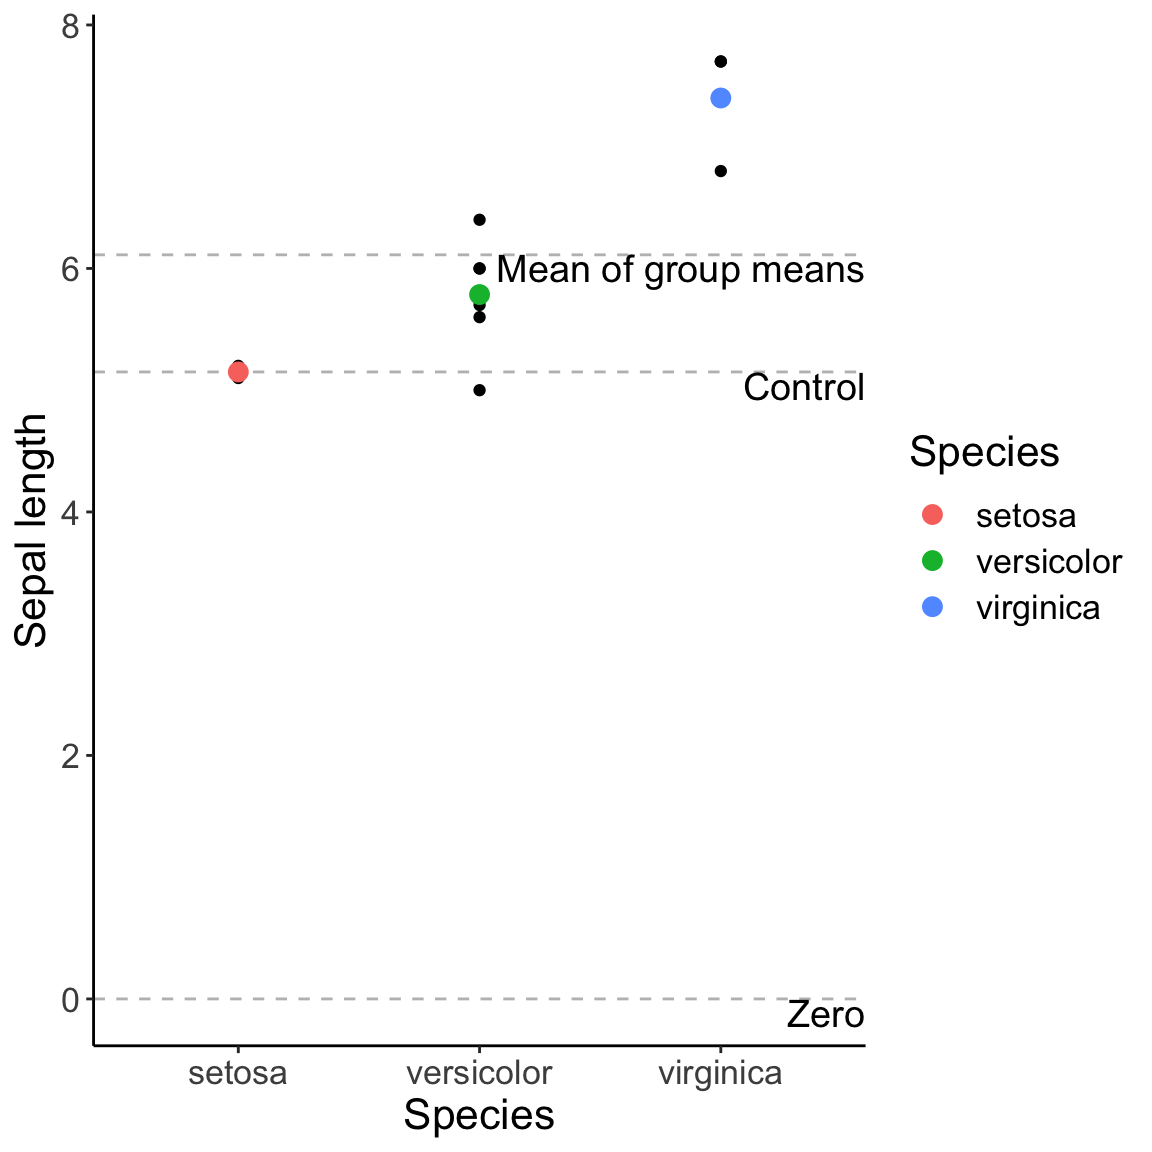 8
6
4
2
0
Sepal length
Mean of group means
Control
Zero
setosa
versicolor
virginica
Species
Species
setosa
versicolor
virginica